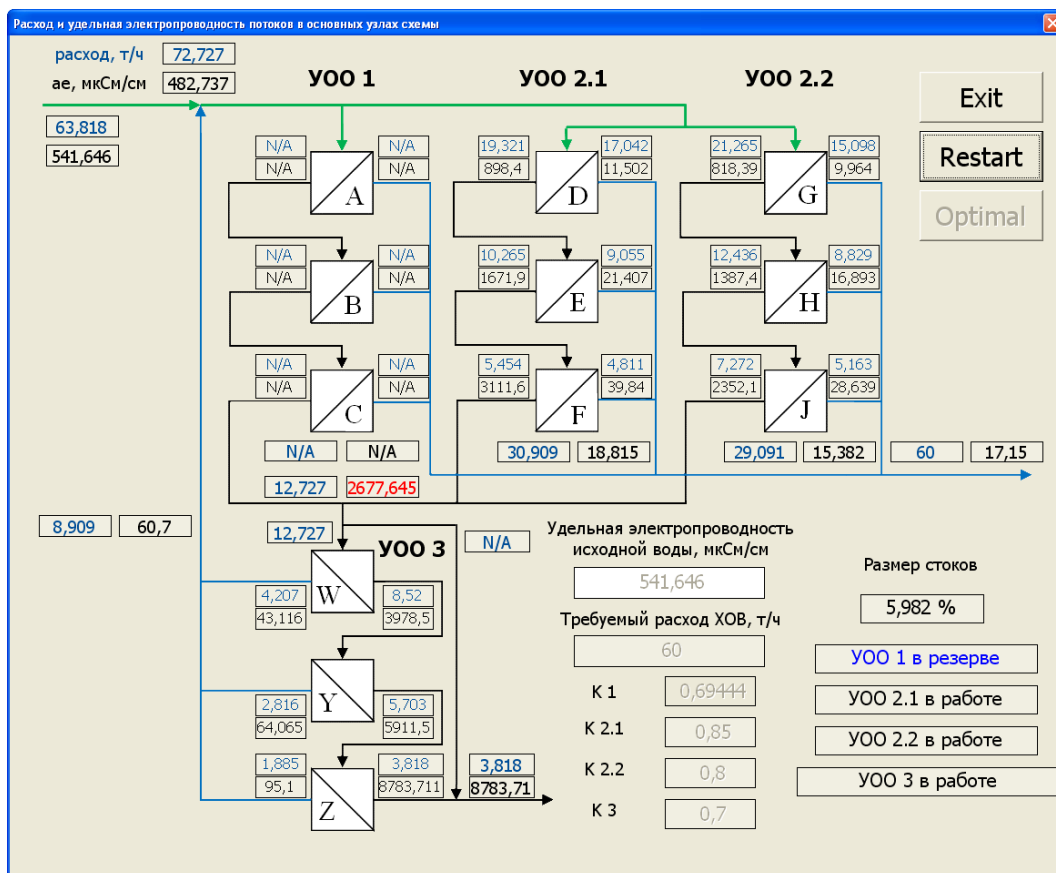 Расход и удельная электропроводность потоков в основных узлах схемы
расход, т/ч 72,727
ае, мкСм/см 482,737
УОО 1 УОО 2.1 УОО 2.2
Exit
63,818
541,646
N/A N/A 19,321 17,042 21,265 15,098
N/A N/A 898,4 11,502 818,39 9,964
Restart
A D G
Optimal
N/A N/A 10,265 9,055 12,436 8,829
N/A N/A 1671,9 21,407 1387,4 16,893
B E H
N/A N/A 5,454 4,811 7,272 5,163
N/A N/A 3111,6 39,84 2352,1 28,639
C F J
N/A N/A 30,909 18,815 29,091 15,382 60 17,15
12,727 2677,645
8,909 60,7
12,727 УОО 3 N/A
Удельная электропроводность
исходной воды, мкСм/см
541,646
Размер стоков
5,982 %
W
4,207 8,52
43,116 3978,5
Требуемый расход ХОВ, т/ч
60
УОО 1 в резерве
К 1 0,69444
УОО 2.1 в работе
Y
2,816 5,703
64,065 5911,5
К 2.1 0,85
УОО 2.2 в работе
К 2.2 0,8
УОО 3 в работе
1,885 3,818 3,818
95,1 8783,711 8783,71
Z
К 3 0,7